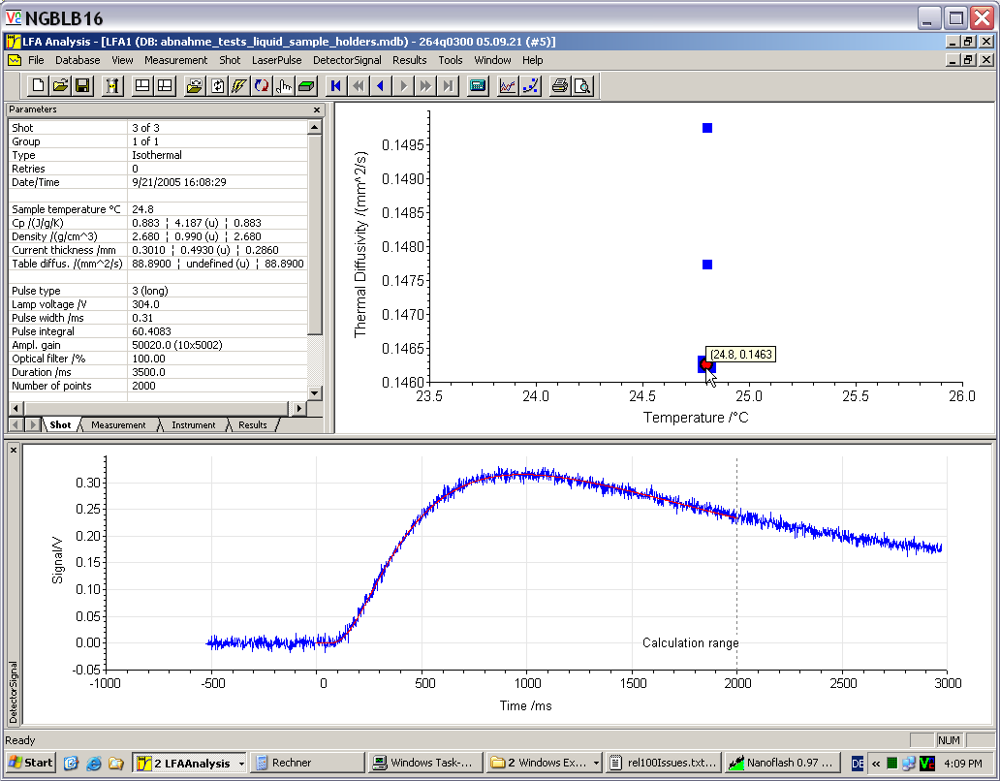 NGBLB16
LFA Analysis - [LFA1 (DB: abnahme_tests_liquid_sample_holders.mdb) - 264q0300 05.09.21 (#5)]
File Database View Measurement Shot LaserPulse DetectorSignal Results Tools Window Help
Parameters
Shot 3 of 3
Group 1 of 1
Type Isothermal
Retries 0
Date/Time 9/21/2005 16:08:29
Sample temperature °C 24.8
Cp /(J/g/K) 0.883 ¦ 4.187 (u) ¦ 0.883
Density /(g/cm^3) 2.680 ¦ 0.990 (u) ¦ 2.680
Current thickness /mm 0.3010 ¦ 0.4930 (u) ¦ 0.2860
Table diffus. /(mm^2/s) 88.8900 ¦ undefined (u) ¦ 88.8900
Pulse type 3 (long)
Lamp voltage /V 304.0
Pulse width /ms 0.31
Pulse integral 60.4083
Ampl. gain 50020.0 (10x5002)
Optical filter /% 100.00
Duration /ms 3500.0
Number of points 2000
Shot Measurement Instrument Results
Thermal Diffusivity /(mm^2/s)
0.1495
0.1490
0.1485
0.1480
0.1475
0.1470
0.1465
0.1460
(24.8, 0.1463
23.5 24.0 24.5 25.0 25.5 26.0
Temperature /°C
DetectorSignal
Signal/V
0.30
0.25
0.20
0.15
0.10
0.05
0.00
-0.05
Calculation range
-1000 -500 0 500 1000 1500 2000 2500 3000
Time /ms
Ready NUM
Start 2 LFAAnalysis Rechner Windows Task-... 2 Windows Ex... rel100Issues.txt... Nanoflash 0.97 ... DE « 4:09 PM